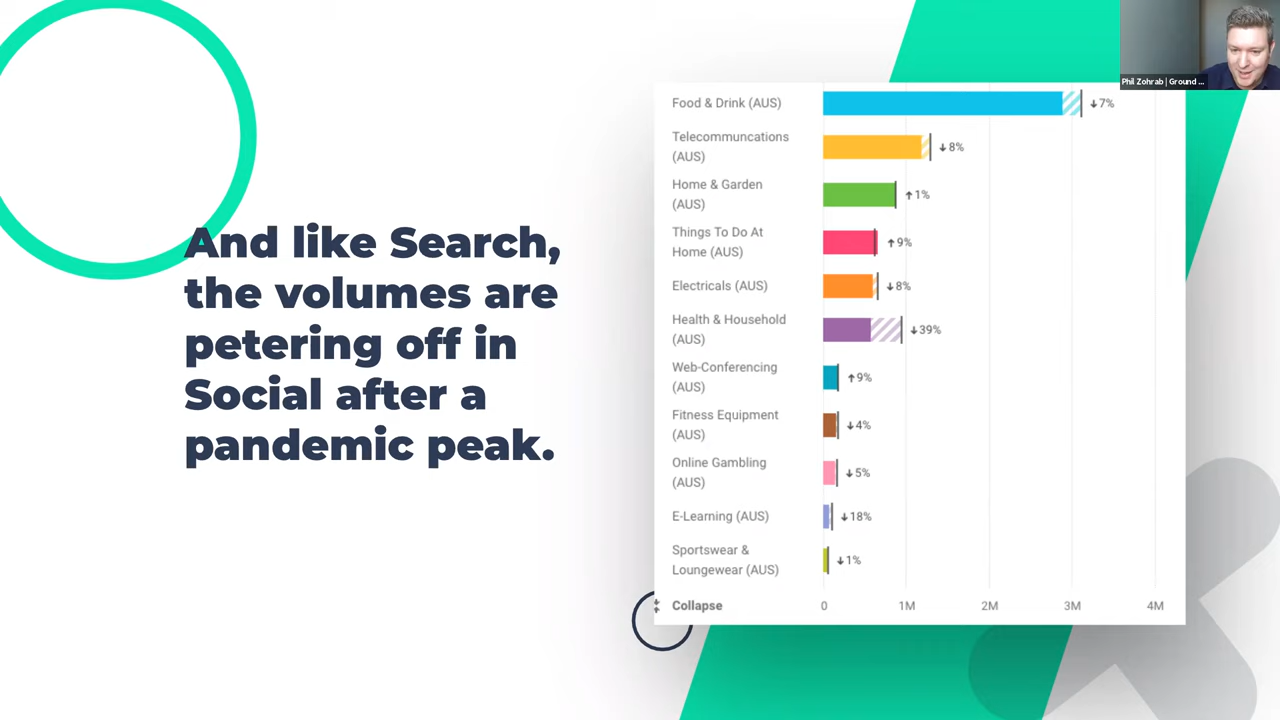 Phil Zohrab | Ground ...
And like Search,
the volumes are
petering off in
Social after a
pandemic peak.
Food & Drink (AUS)
↓7%
Telecommuncations
(AUS)
↓8%
Home & Garden
(AUS)
↑1%
Things To Do At
Home (AUS)
↑9%
Electricals (AUS)
↓8%
Health & Household
(AUS)
↓39%
Web-Conferencing
(AUS)
↑9%
Fitness Equipment
(AUS)
↓4%
Online Gambling
(AUS)
↓5%
E-Learning (AUS)
↓18%
Sportswear &
Loungewear (AUS)
↓1%
Collapse
0 1M 2M 3M 4M